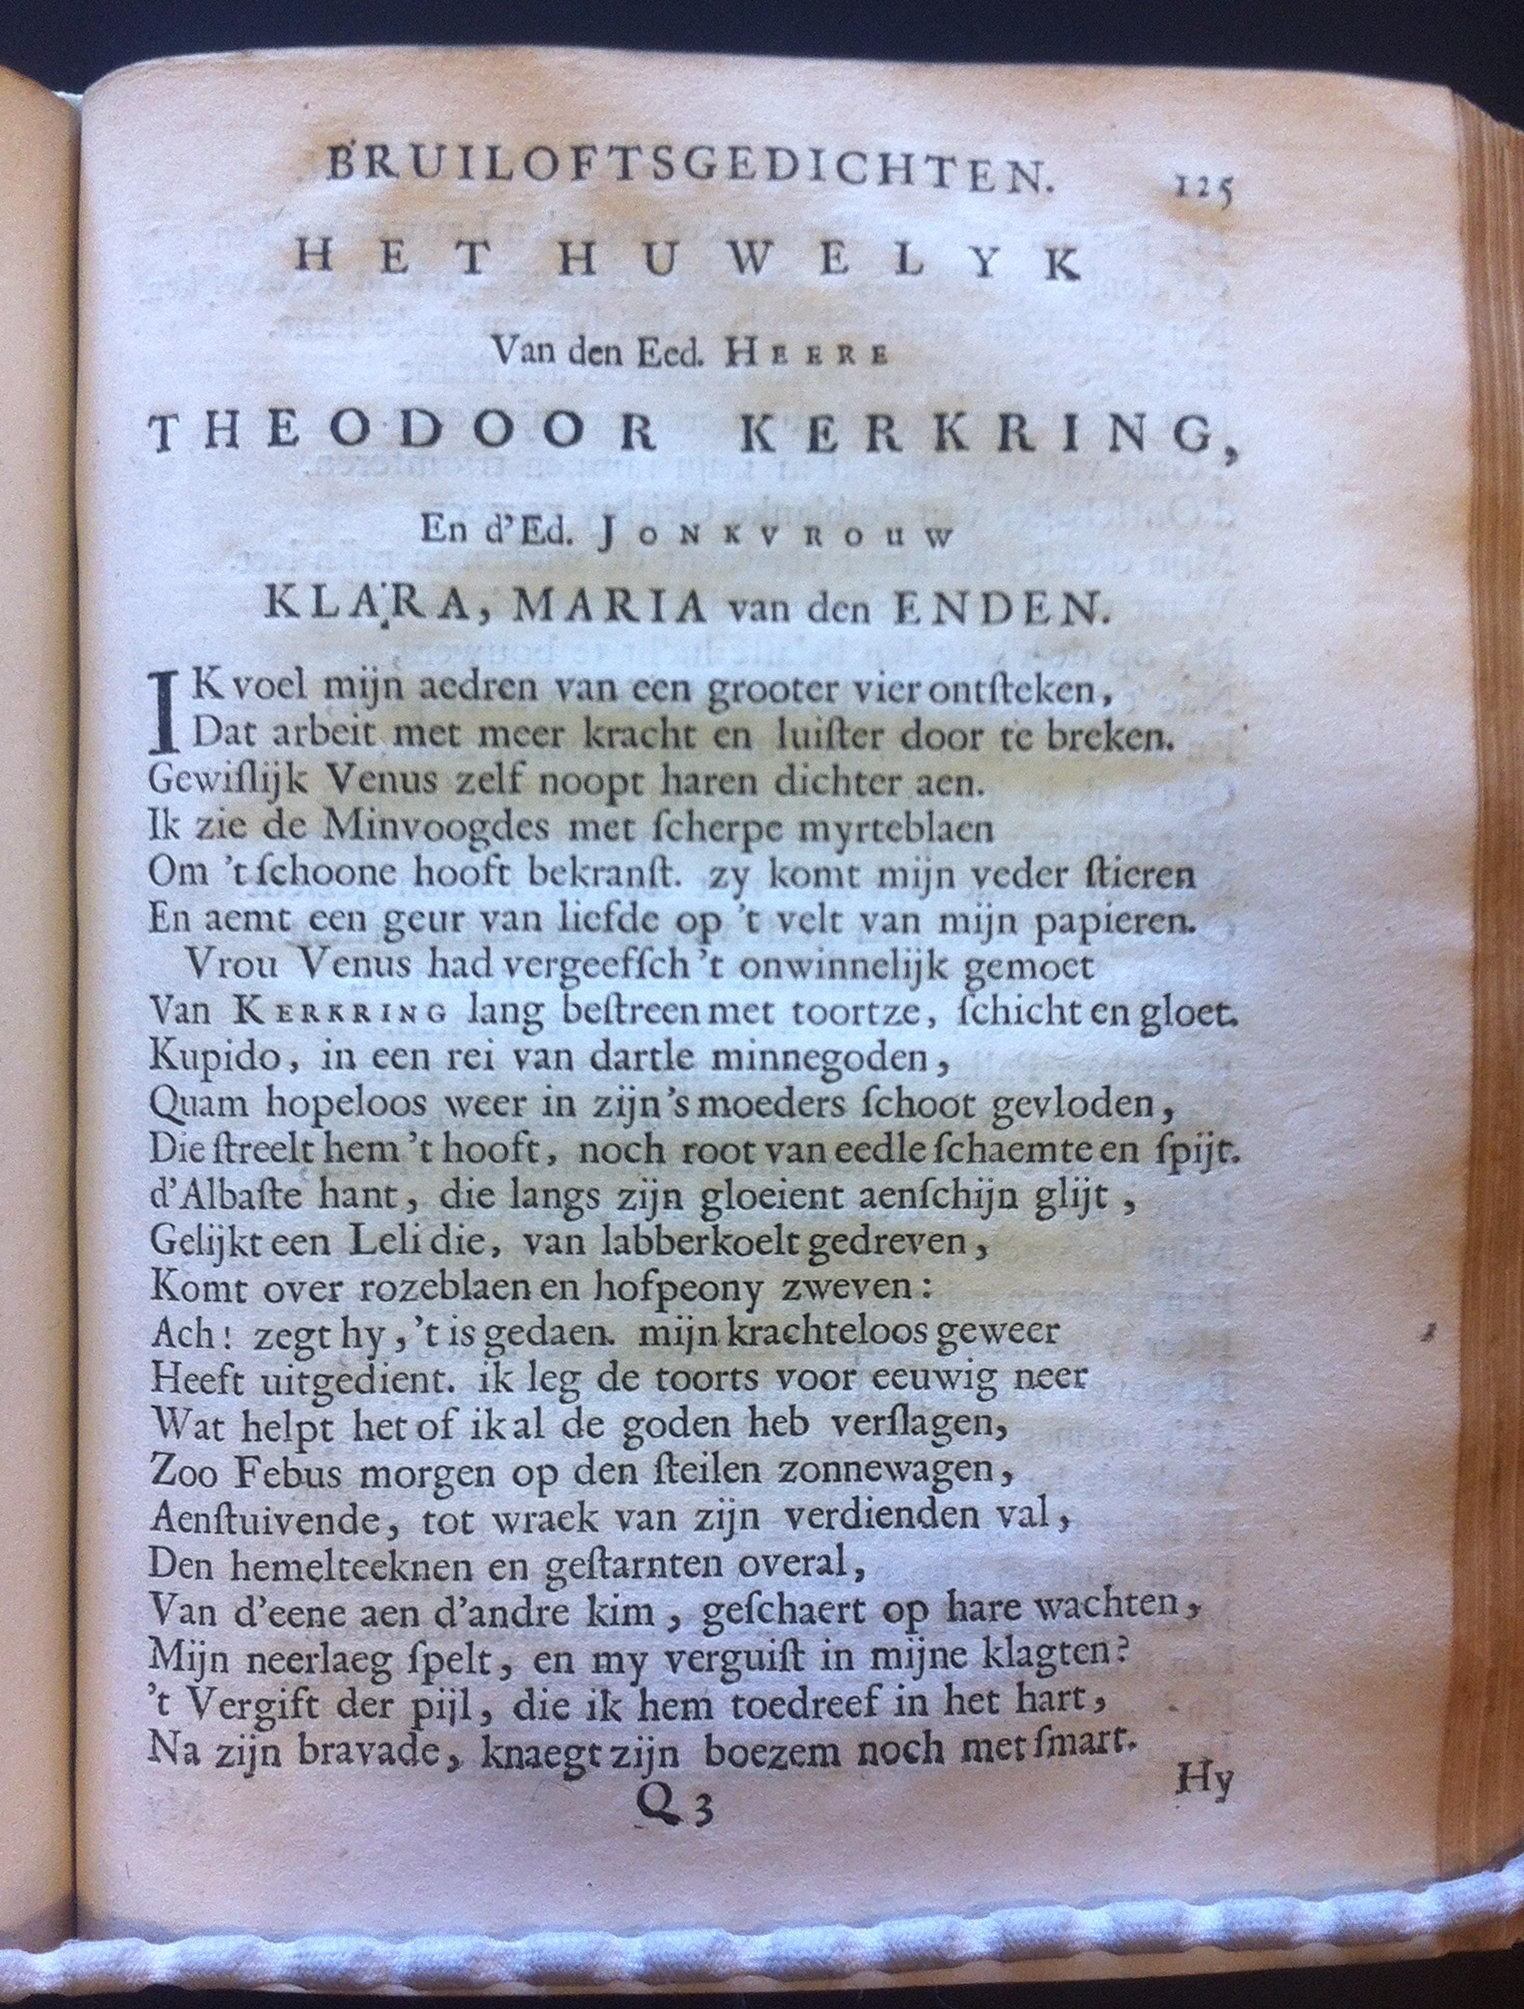 BRUILOFTSGEDICHTEN. 125
HET HUWELYK
Van den Eed. HEERE
THEODOOR KERKRING,
En d'Ed. JONKVROUW
KLARA, MARIA van den ENDEN.
IK voel mijn aedren van een grooter vier ontſteken,
Dat arbeit met meer kracht en luiſter door te breken.
Gewiſlijk Venus zelf noopt haren dichter aen.
Ik zie de Minvoogdes met ſcherpe myrteblaen
Om 't ſchoone hooft bekranſt. zy komt mijn veder ſtieren
En aemt een geur van liefde op 't velt van mijn papieren.
Vrou Venus had vergeefſch 't onwinnelijk gemoet
Van KERKRING lang beſtreen met toortze, ſchicht en gloet.
Kupido, in een rei van dartle minnegoden,
Quam hopeloos weer in zijn's moeders ſchoot gevloden,
Die ſtreelt hem 't hooft, noch root van eedle ſchaemte en ſpijt.
d'Albaſte hant, die langs zijn gloeient aenſchijn glijt,
Gelijkt een Leli die, van labberkoelt gedreven,
Komt over rozeblaen en hofpeony zweven:
Ach! zegt hy, 't is gedaen. mijn krachteloos geweer
Heeft uitgedient. ik leg de toorts voor eeuwig neer
Wat helpt het of ik al de goden heb verſlagen,
Zoo Febus morgen op den ſteilen zonnewagen,
Aenſtuivende, tot wraek van zijn verdienden val,
Den hemelteeknen en geſtarnten overal,
Van d'eene aen d'andre kim, geſchaert op hare wachten,
Mijn neerlaeg ſpelt, en my verguiſt in mijne klagten?
't Vergift der pijl, die ik hem toedreef in het hart,
Na zijn bravade, knaegt zijn boezem noch met ſmart.
Q 3 Hy